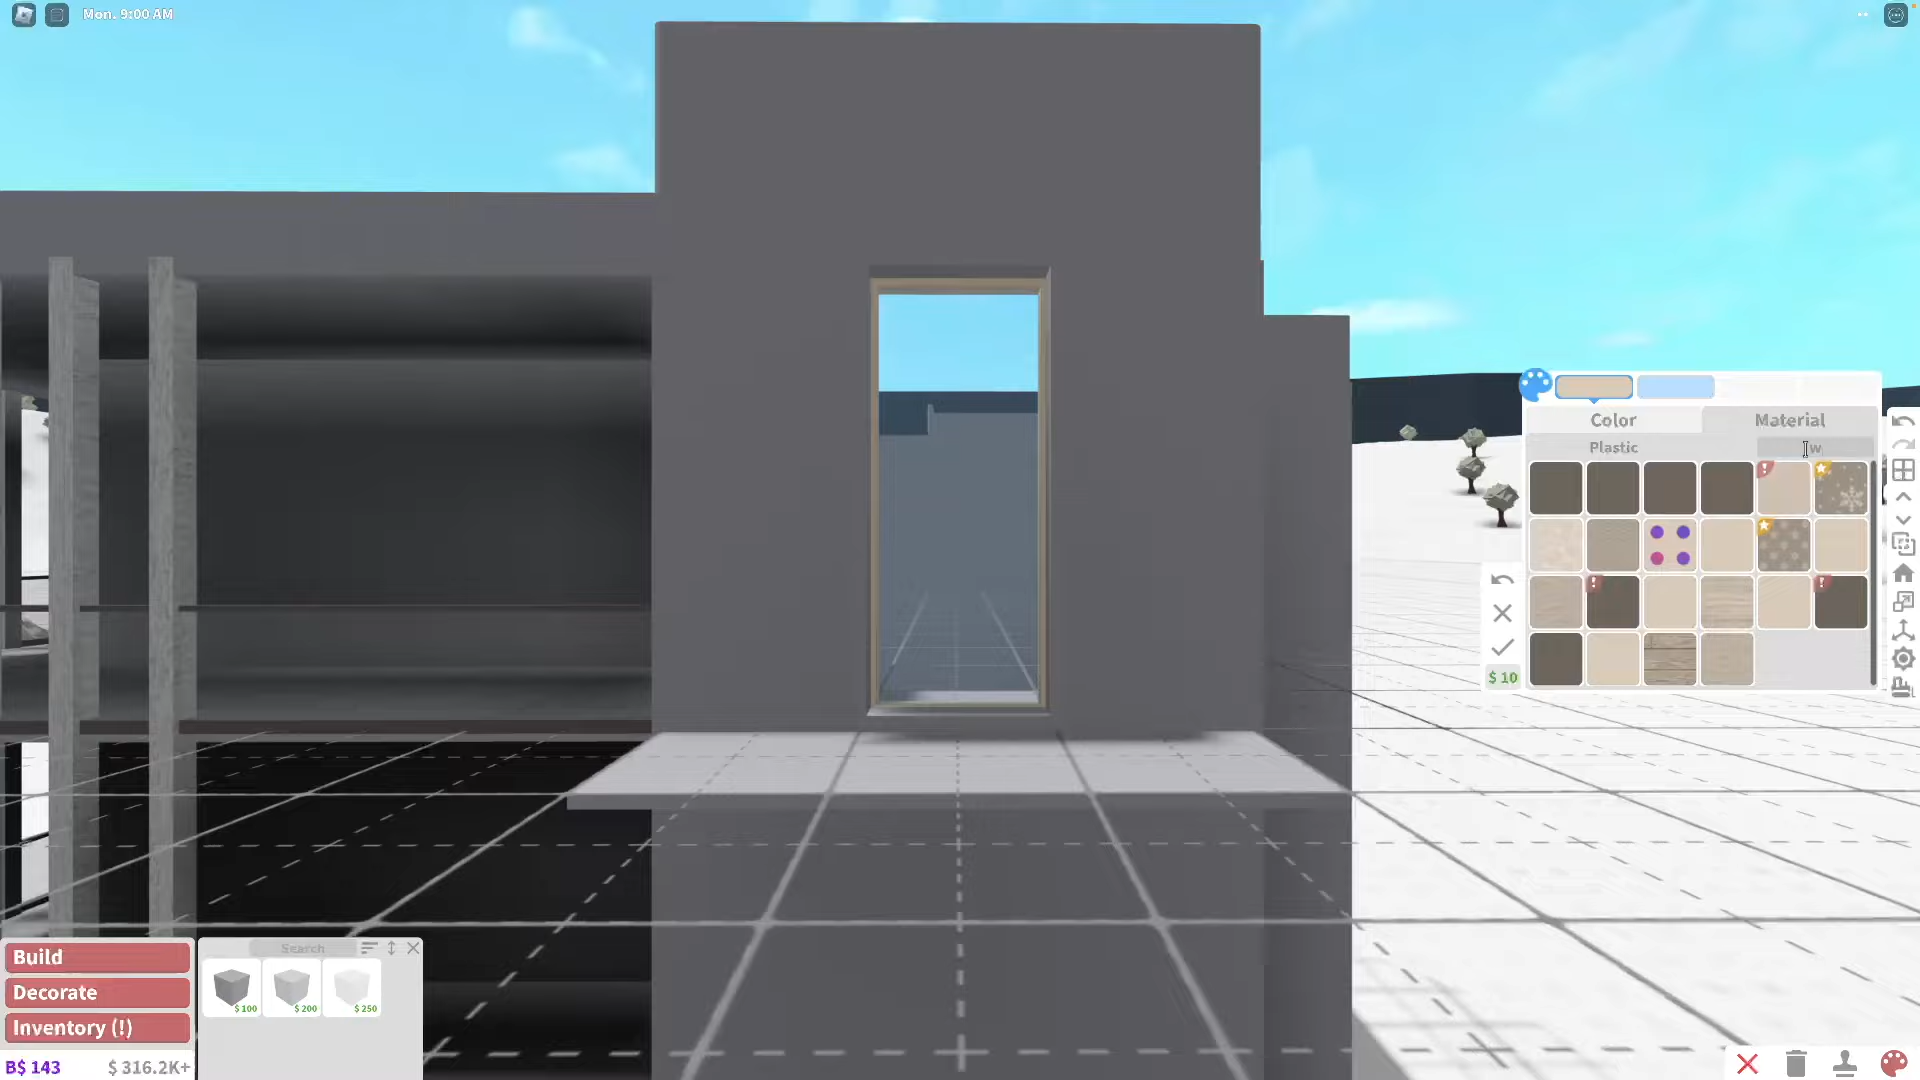 Mon. 9:00 AM
Color
Material
Plastic
w
$ 10
Build
Decorate
Inventory (!)
B$ 143
$ 316.2K+
Search
$ 100
$ 200
$ 250